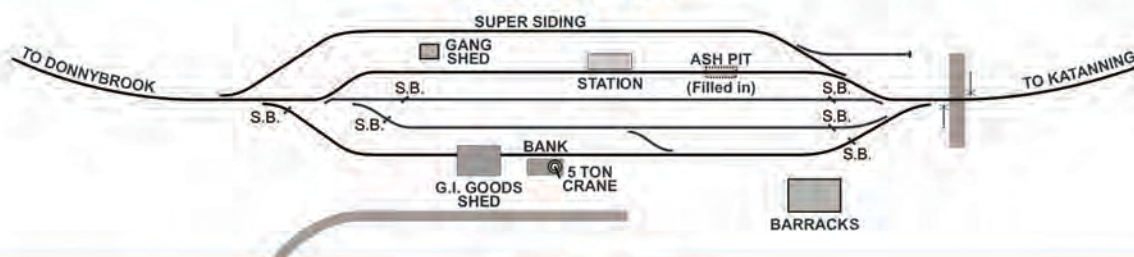 SUPER SIDING
TO DONNYBROOK
GANG
SHED
STATION
ASH PIT
(Filled in)
TO KATANNING
S.B.
S.B.
S.B.
S.B.
S.B.
S.B.
BANK
5 TON
CRANE
G.I. GOODS
SHED
BARRACKS